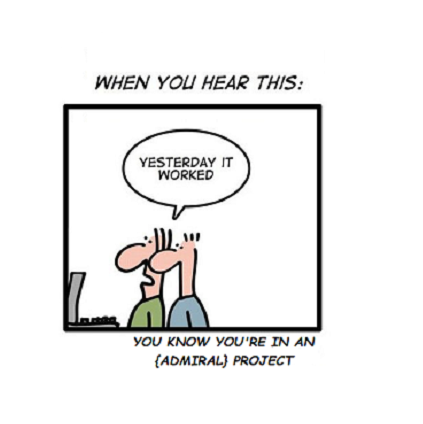 WHEN YOU HEAR THIS:
YESTERDAY IT
WORKED
YOU KNOW YOU'RE IN AN
{ADMIRAL} PROJECT